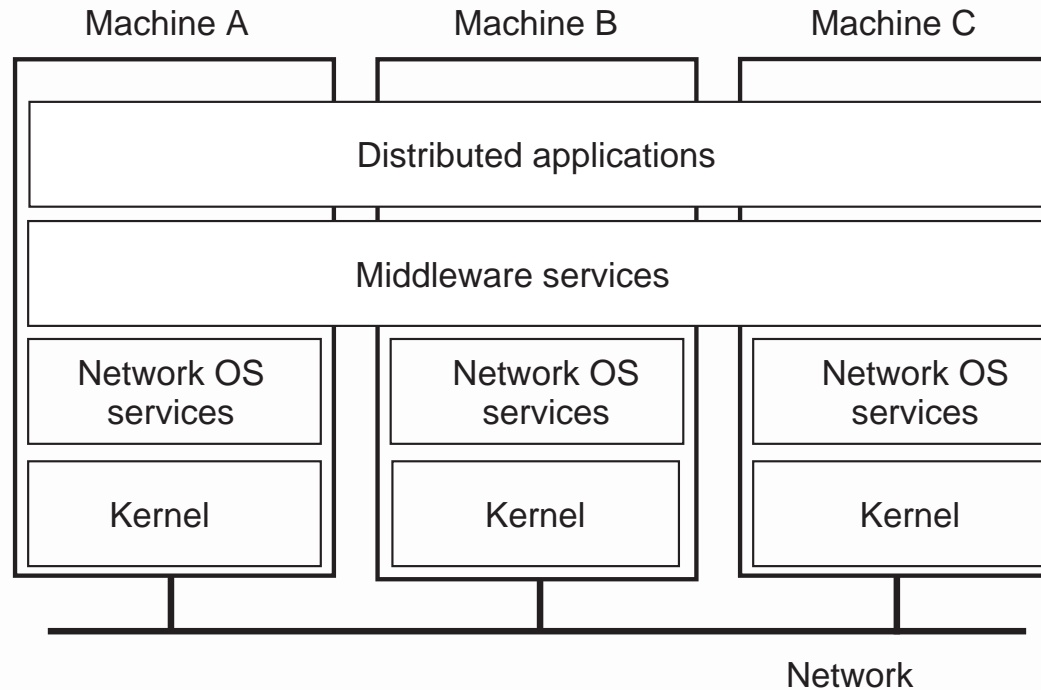 Machine A
Machine B
Machine C
Distributed applications
Middleware services
Network OS
services
Network OS
services
Network OS
services
Kernel
Kernel
Kernel
Network